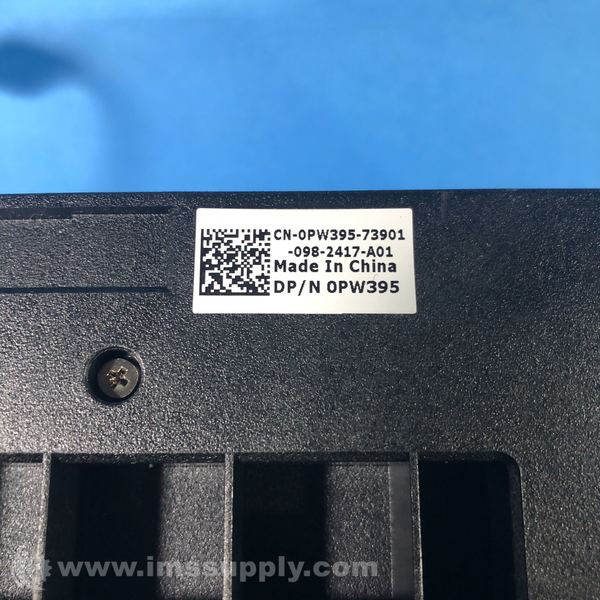 CN-0PW395-73901
-098-2417-A01
Made In China
DP/N 0PW395
www.imssupply.com